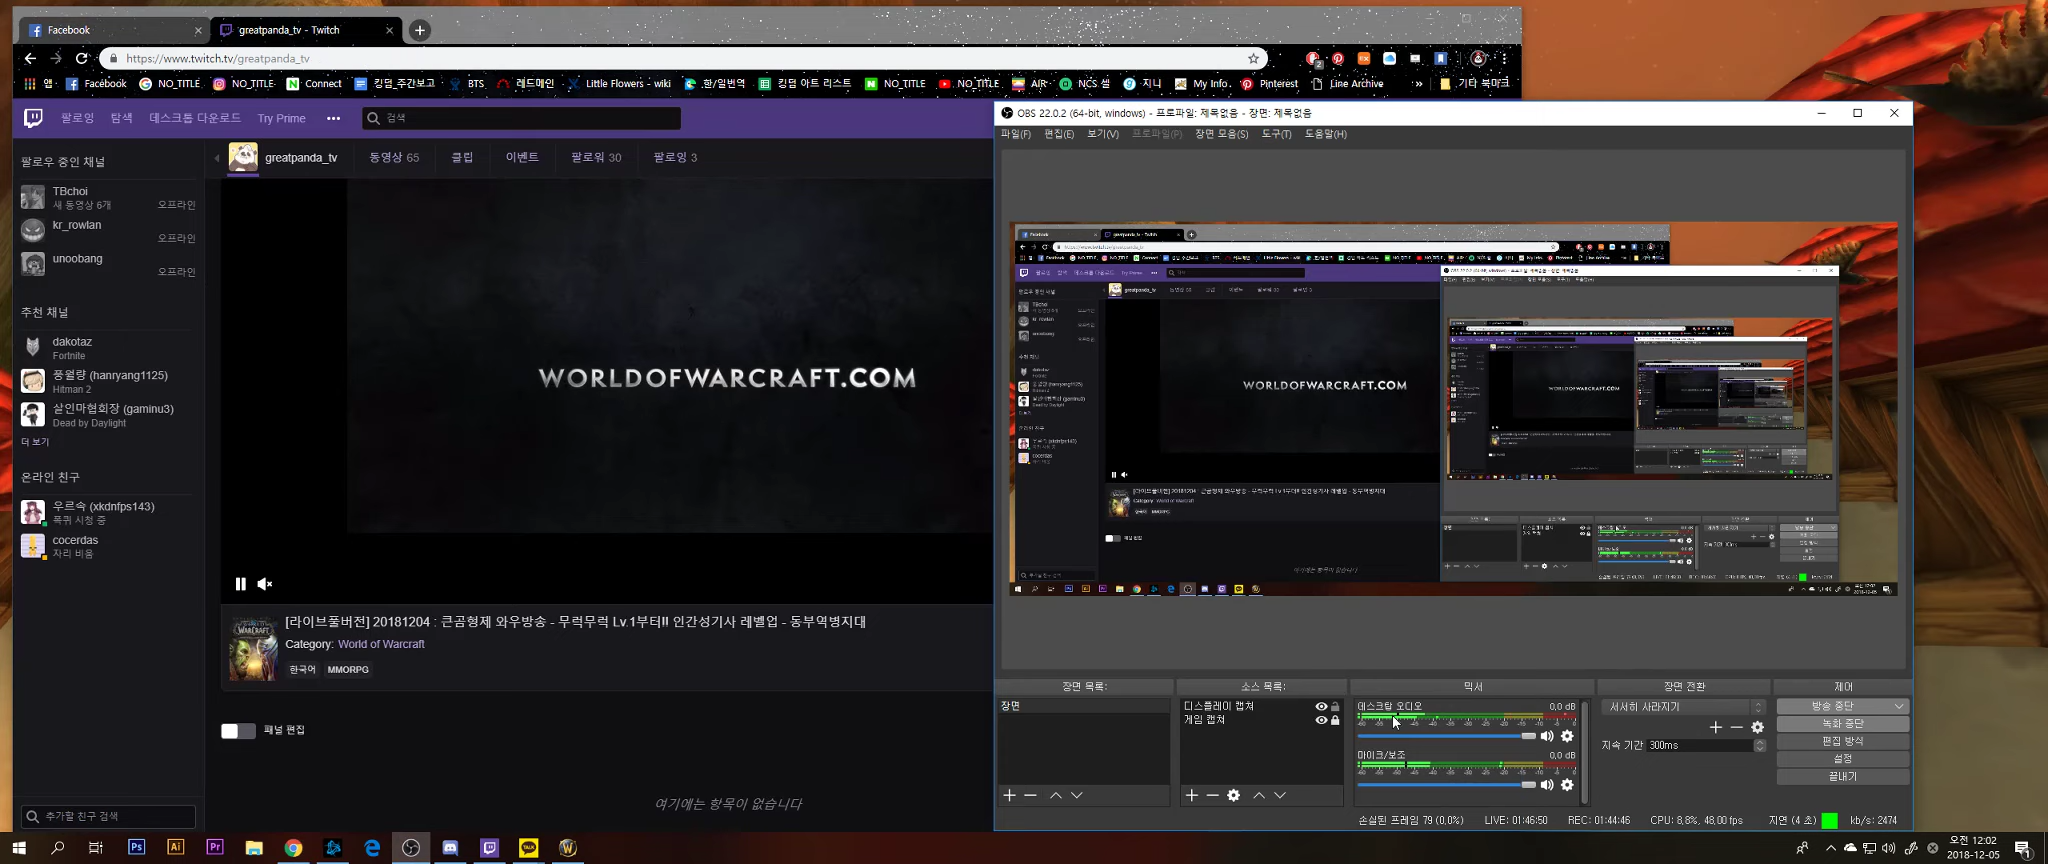 Facebook
greatpanda_tv - Twitch
https://www.twitch.tv/greatpanda_tv
앱
Facebook
NO_TITLE
NO_TITLE
Connect
킹덤_주간보고
BTS
레드메인
Little Flowers - wiki
한/일번역
킹덤 아트 리스트
NO_TITLE
NO_TITLE
AIR
NCS 셀
지니
My Info
Pinterest
Line Archive
기타 북마크
팔로잉
탐색
데스크톱 다운로드
Try Prime
검색
팔로우 중인 채널
TBchoi
새 동영상 6개
오프라인
kr_rowlan
오프라인
unoobang
오프라인
추천 채널
dakotaz
Fortnite
풍월량 (hanryang1125)
Hitman 2
살인마협회장 (gaminu3)
Dead by Daylight
더 보기
온라인 친구
우르속 (xkdnfps143)
폭퀴 시청 중
cocerdas
자리 비움
추가할 친구 검색
greatpanda_tv
동영상 65
클립
이벤트
팔로워 30
팔로잉 3
WORLDOFWARCRAFT.COM
[라이브풀버전] 20181204 : 큰곰형제 와우방송 - 무럭무럭 Lv.1부터!! 인간성기사 레벨업 - 동부역병지대
Category: World of Warcraft
한국어
MMORPG
패널 편집
여기에는 항목이 없습니다
OBS 22.0.2 (64-bit, windows) - 프로파일: 제목없음 - 장면: 제목없음
파일(F)
편집(E)
보기(V)
프로파일(P)
장면 모음(S)
도구(T)
도움말(H)
WORLDOFWARCRAFT.COM
장면 목록:
소스 목록:
믹서
장면 전환
제어
장면
디스플레이 캡쳐
게임 캡쳐
데스크탑 오디오
0,0 dB
마이크/보조
0,0 dB
서서히 사라지기
지속 기간 300ms
방송 중단
녹화 중단
편집 방식
설정
끝내기
손실된 프레임 79 (0,0%)
LIVE: 01:46:50
REC: 01:44:46
CPU: 8,8%, 48,00 fps
지연 (4 초)
kb/s: 2474
오전 12:02
2018-12-05